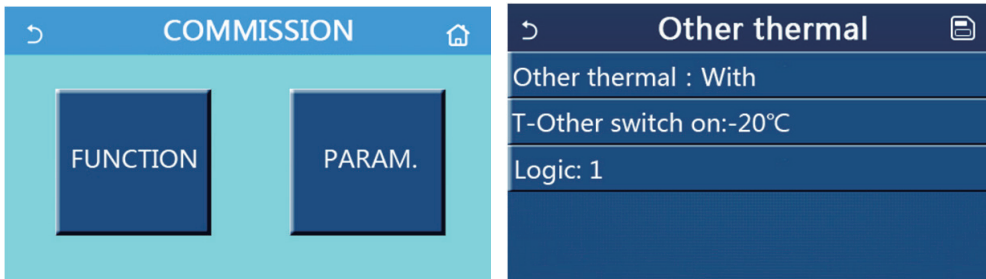 COMMISSION
FUNCTION
PARAM.
Other thermal
Other thermal : With
T-Other switch on:-20℃
Logic: 1